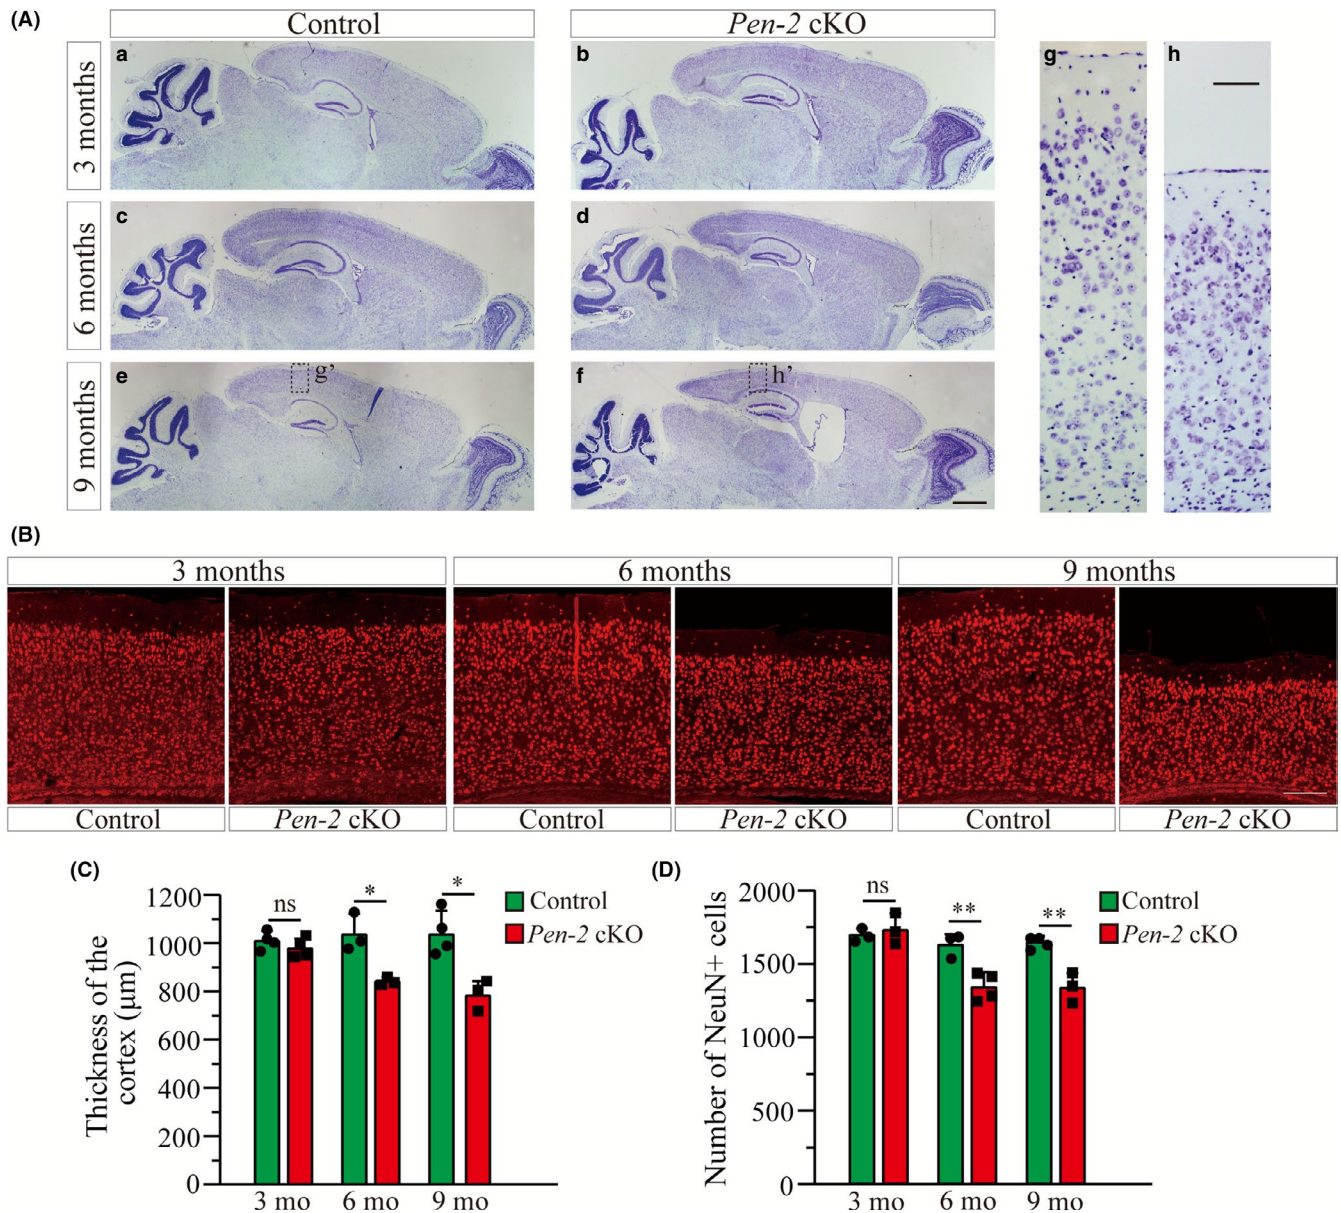 (A)
Control
Pen-2 cKO
3 months
6 months
9 months
a
b
c
d
e
g’
f
h’
g
h
(B)
3 months
6 months
9 months
Control
Pen-2 cKO
Control
Pen-2 cKO
Control
Pen-2 cKO
(C)
Thickness of the
cortex (μm)
1200
1000
800
600
400
200
0
ns
*
*
3 mo
6 mo
9 mo
Control
Pen-2 cKO
(D)
Number of NeuN+ cells
2000
1500
1000
500
0
ns
**
**
3 mo
6 mo
9 mo
Control
Pen-2 cKO